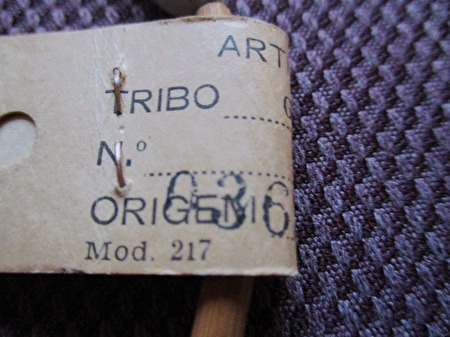 ART
TRIBO
N.º
036
ORIGEM
Mod. 217